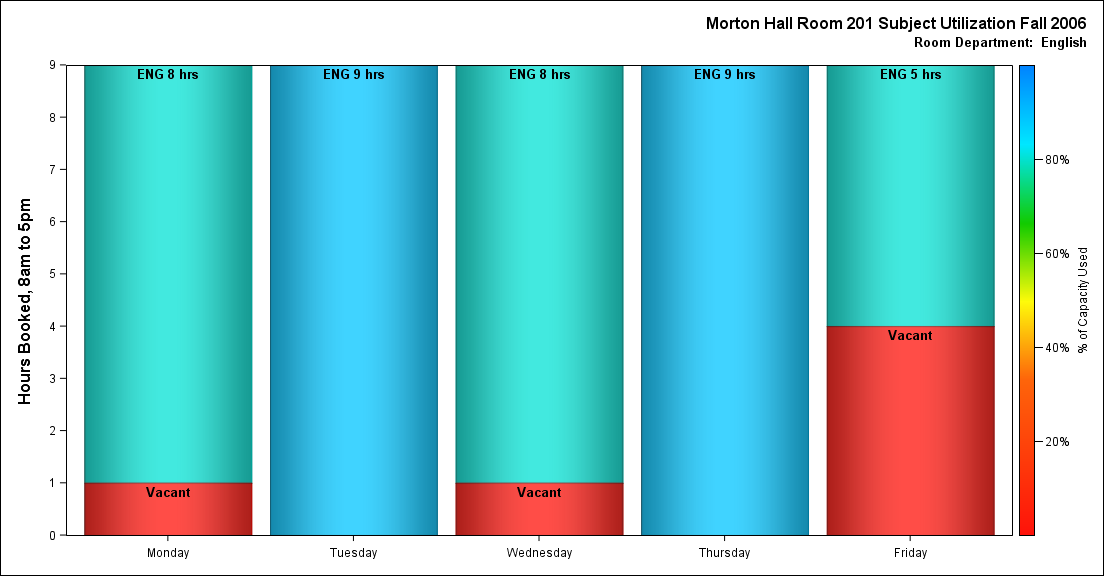 Morton Hall Room 201 Subject Utilization Fall 2006
Room Department: English
Hours Booked, 8am to 5pm
9
8
7
6
5
4
3
2
1
0
ENG 8 hrs
ENG 9 hrs
ENG 8 hrs
ENG 9 hrs
ENG 5 hrs
Vacant
Vacant
Vacant
Monday
Tuesday
Wednesday
Thursday
Friday
80%
60%
40%
20%
% of Capacity Used